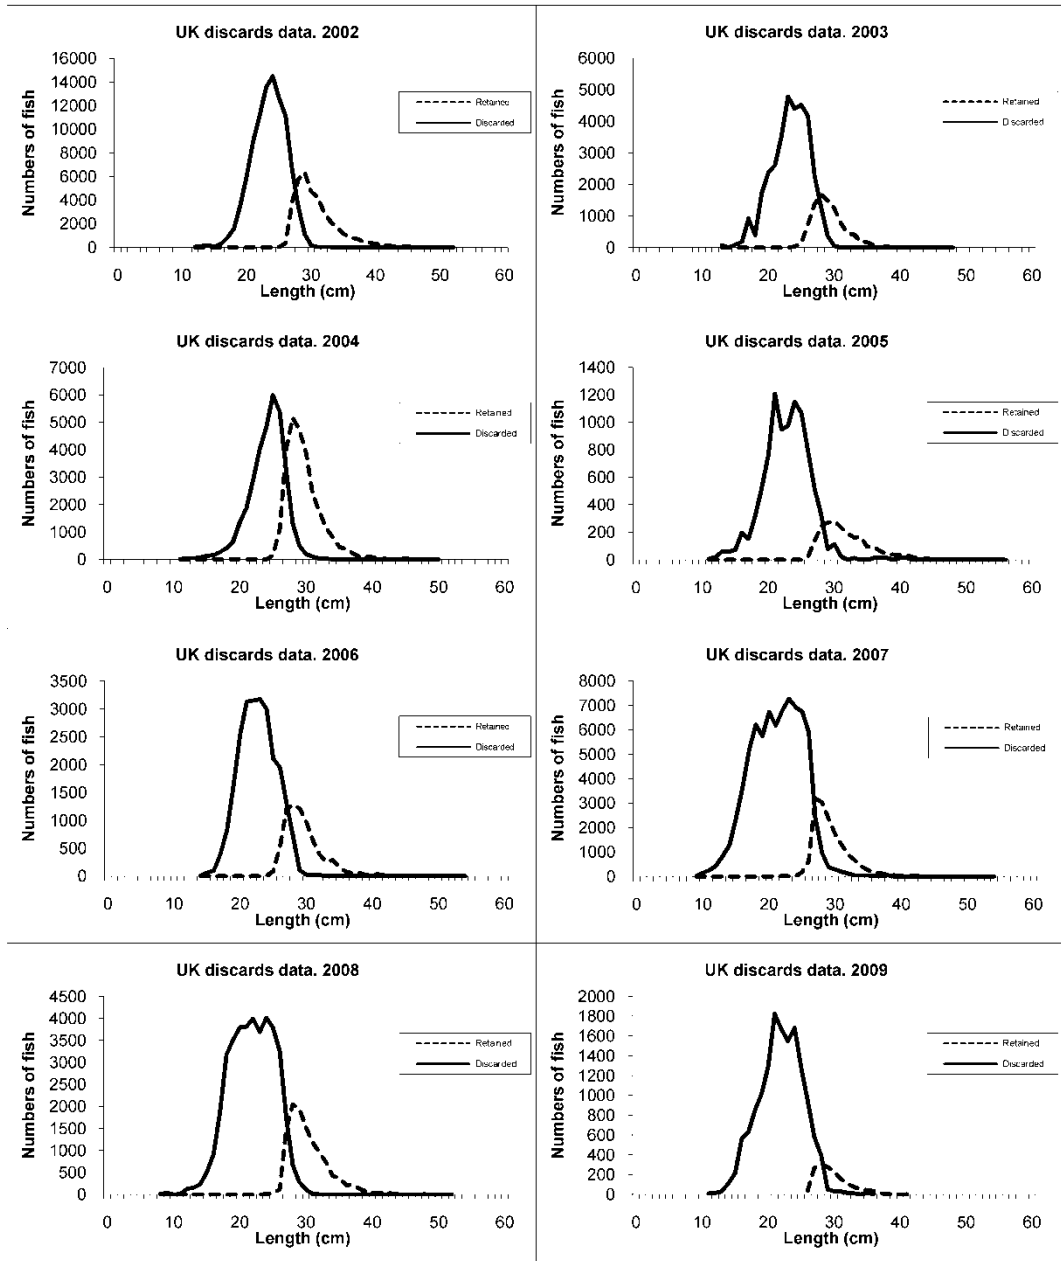 UK discards data. 2002
Numbers of fish
16000
14000
12000
10000
8000
6000
4000
2000
0
Retained
Discarded
0 10 20 30 40 50 60
Length (cm)
UK discards data. 2003
Numbers of fish
6000
5000
4000
3000
2000
1000
0
Retained
Discarded
0 10 20 30 40 50 60
Length (cm)
UK discards data. 2004
Numbers of fish
7000
6000
5000
4000
3000
2000
1000
0
Retained
Discarded
0 10 20 30 40 50 60
Length (cm)
UK discards data. 2005
Numbers of fish
1400
1200
1000
800
600
400
200
0
Retained
Discarded
0 10 20 30 40 50 60
Length (cm)
UK discards data. 2006
Numbers of fish
3500
3000
2500
2000
1500
1000
500
0
Retained
Discarded
0 10 20 30 40 50 60
Length (cm)
UK discards data. 2007
Numbers of fish
8000
7000
6000
5000
4000
3000
2000
1000
0
Retained
Discarded
0 10 20 30 40 50 60
Length (cm)
UK discards data. 2008
Numbers of fish
4500
4000
3500
3000
2500
2000
1500
1000
500
0
Retained
Discarded
0 10 20 30 40 50 60
Length (cm)
UK discards data. 2009
Numbers of fish
2000
1800
1600
1400
1200
1000
800
600
400
200
0
Retained
Discarded
0 10 20 30 40 50 60
Length (cm)